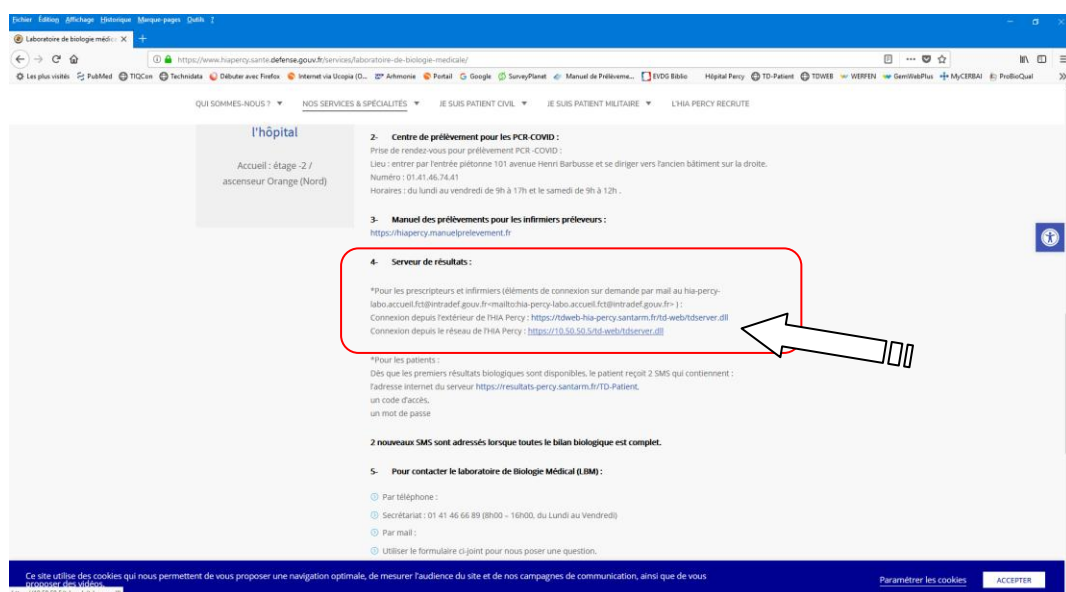 Fichier Édition Affichage Historique Marque-pages Outils ?
Laboratoire de biologie médic
https://www.hiapercy.sante.defense.gouv.fr/services/laboratoire-de-biologie-medicale/
Les plus visités PubMed TIQCon Technidata Débuter avec Firefox Internet via Ucopia (O... Arhmonie Portail Google SurveyPlanet Manuel de Prélèveme... EVDG Biblio Hôpital Percy TD-Patient TDWEB WERFEN GemWebPlus MyCERBAl ProBioQual
QUI SOMMES-NOUS ? NOS SERVICES & SPÉCIALITÉS JE SUIS PATIENT CIVIL JE SUIS PATIENT MILITAIRE L'HIA PERCY RECRUTE
l'hôpital
Accueil : étage -2 /
ascenseur Orange (Nord)
2- Centre de prélèvement pour les PCR-COVID :
Prise de rendez-vous pour prélèvement PCR -COVID :
Lieu : entrer par l'entrée piétonne 101 avenue Henri Barbusse et se diriger vers l'ancien bâtiment sur la droite.
Numéro : 01.41.46.74.41
Horaires : du lundi au vendredi de 9h à 17h et le samedi de 9h à 12h .
3- Manuel des prélèvements pour les infirmiers préleveurs :
https://hiapercy.manuelprelevement.fr
4- Serveur de résultats :
*Pour les prescripteurs et infirmiers (éléments de connexion sur demande par mail au hia-percy-
labo.accueil.fct@intradef.gouv.fr<mailto:hia-percy-labo.accueil.fct@intradef.gouv.fr> ) :
Connexion depuis l'extérieur de l'HIA Percy : https://tdweb-hia-percy.santarm.fr/td-web/tdserver.dll
Connexion depuis le réseau de l'HIA Percy : https://10.50.50.5/td-web/tdserver.dll
*Pour les patients :
Dès que les premiers résultats biologiques sont disponibles, le patient reçoit 2 SMS qui contiennent :
l'adresse internet du serveur https://resultats-percy.santarm.fr/TD-Patient,
un code d'accès,
un mot de passe
2 nouveaux SMS sont adressés lorsque toutes le bilan biologique est complet.
5- Pour contacter le laboratoire de Biologie Médical (LBM) :
Par téléphone :
Secrétariat : 01 41 46 66 89 (8h00 – 16h00, du Lundi au Vendredi)
Par mail :
Utiliser le formulaire ci-joint pour nous poser une question.
Ce site utilise des cookies qui nous permettent de vous proposer une navigation optimale, de mesurer l'audience du site et de nos campagnes de communication, ainsi que de vous
proposer des vidéos.
Paramétrer les cookies ACCEPTER